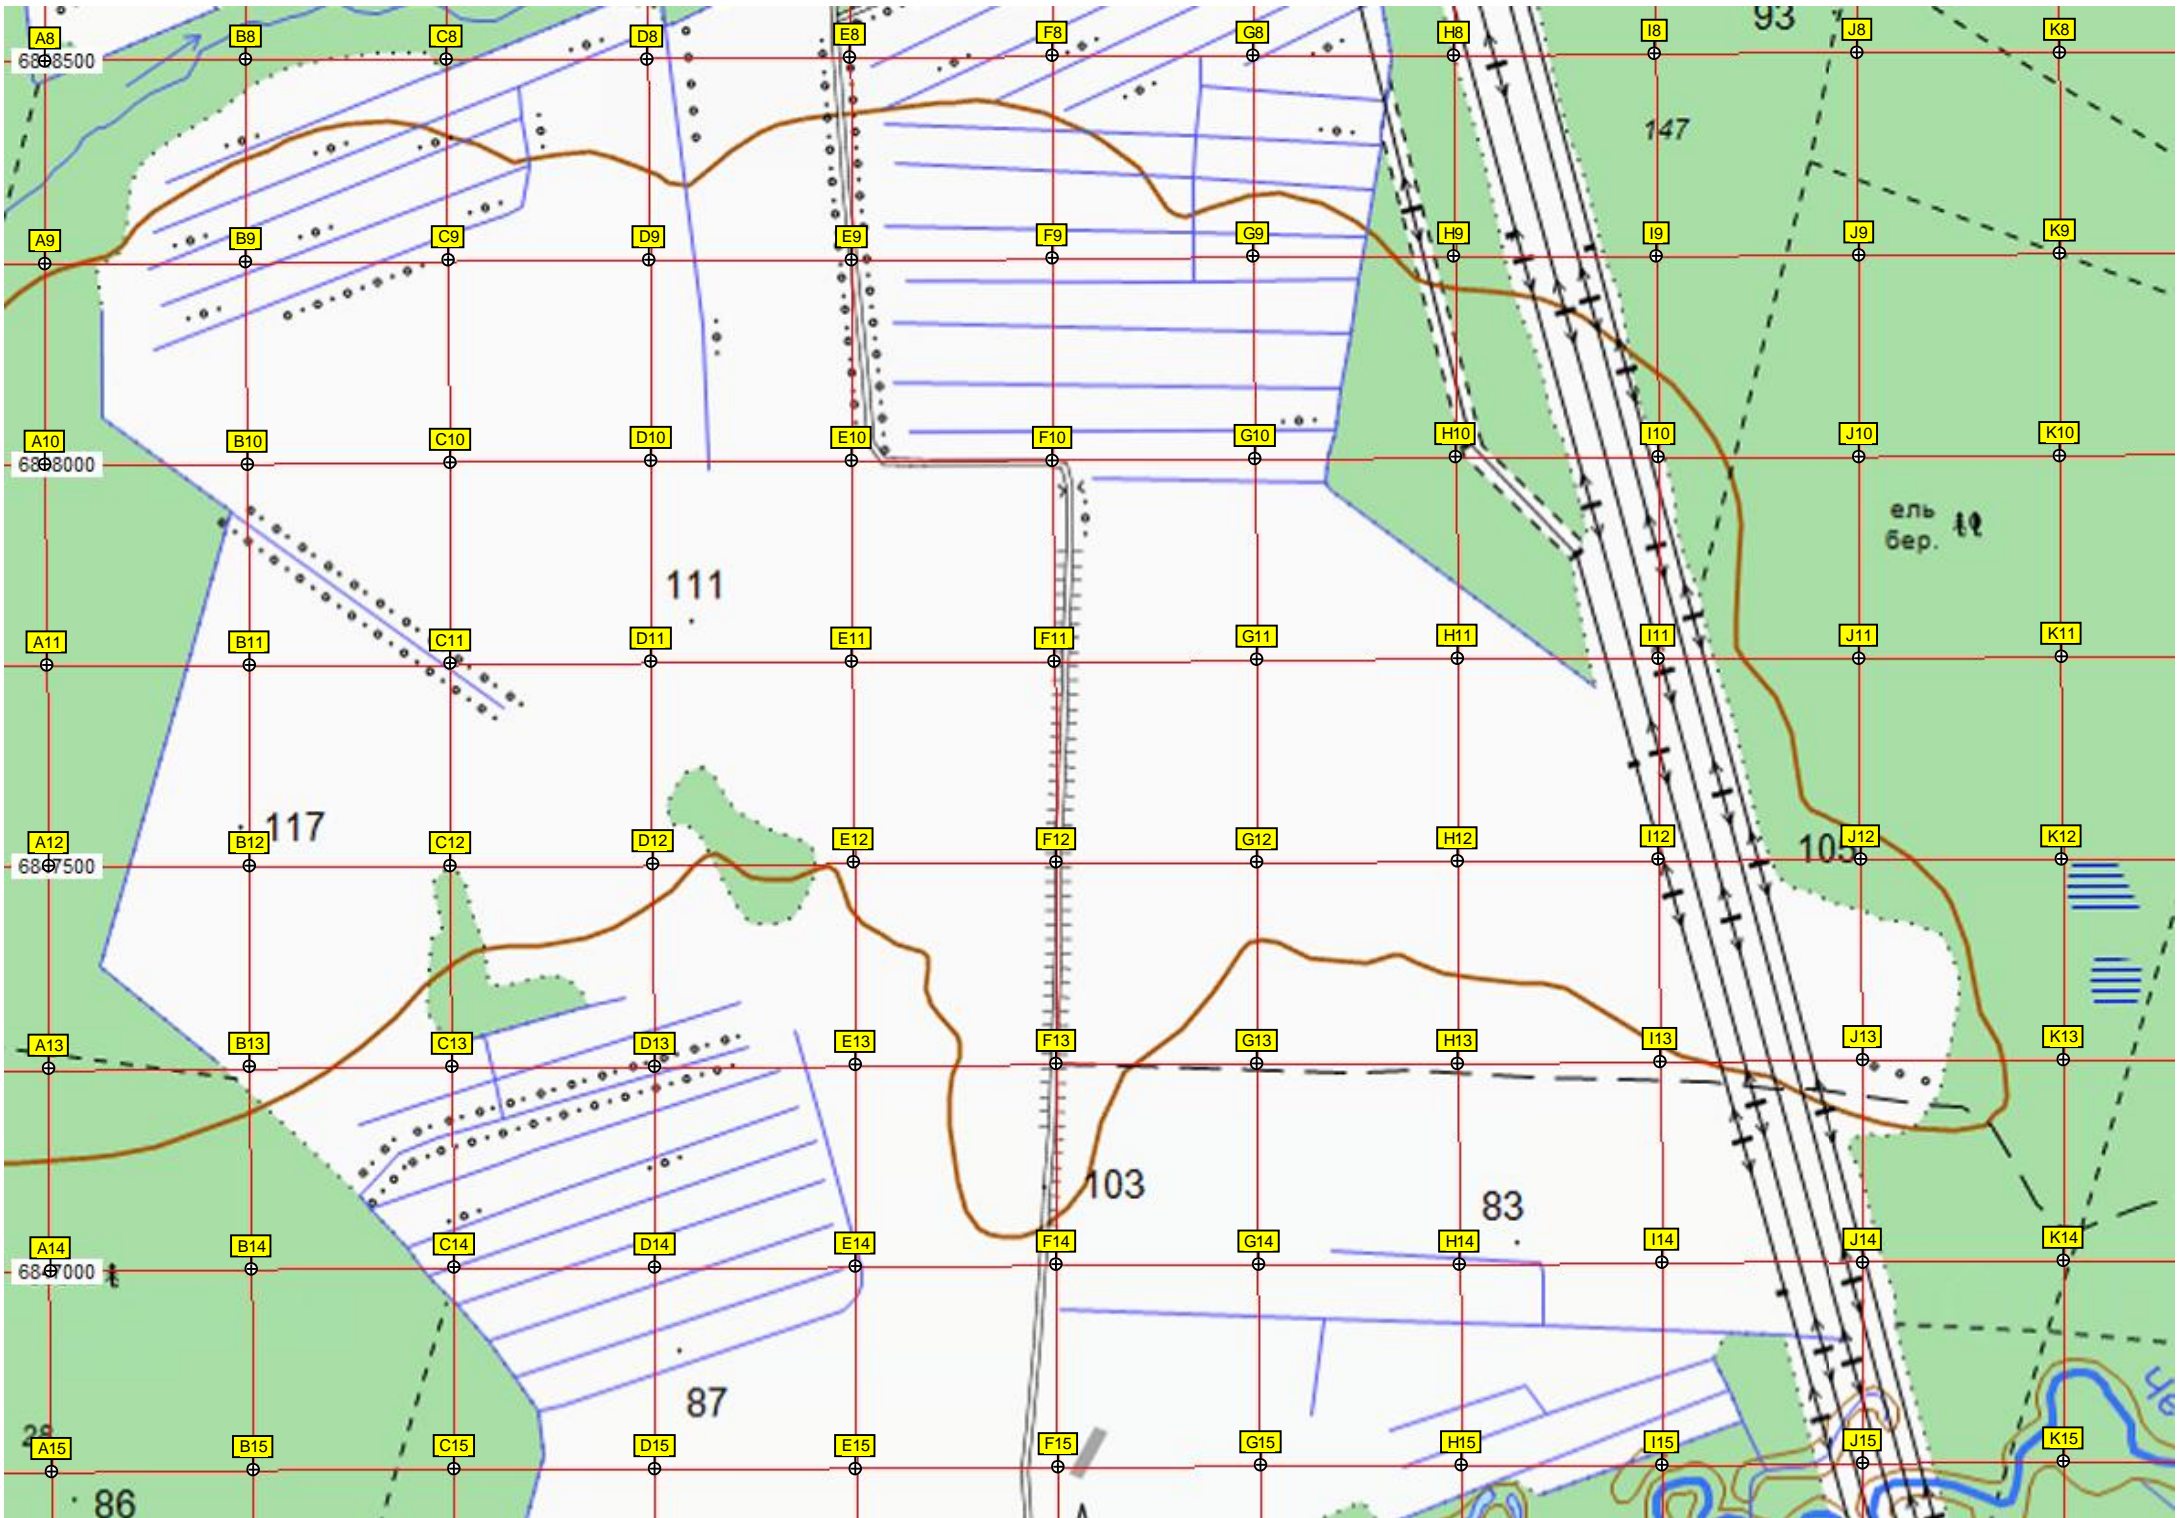 93
A8 B8 C8 D8 E8 F8 G8 H8 I8 J8 K8
147
A9 B9 C9 D9 E9 F9 G9 H9 I9 J9 K9
A10 B10 C10 D10 E10 F10 G10 H10 I10 J10 K10
ель
бер.
111
A11 B11 C11 D11 E11 F11 G11 H11 I11 J11 K11
117
A12 B12 C12 D12 E12 F12 G12 H12 I12 J12 K12
105
6847500
A13 B13 C13 D13 E13 F13 G13 H13 I13 J13 K13
103
83
A14 B14 C14 D14 E14 F14 G14 H14 I14 J14 K14
6847000
87
A15 B15 C15 D15 E15 F15 G15 H15 I15 J15 K15
86